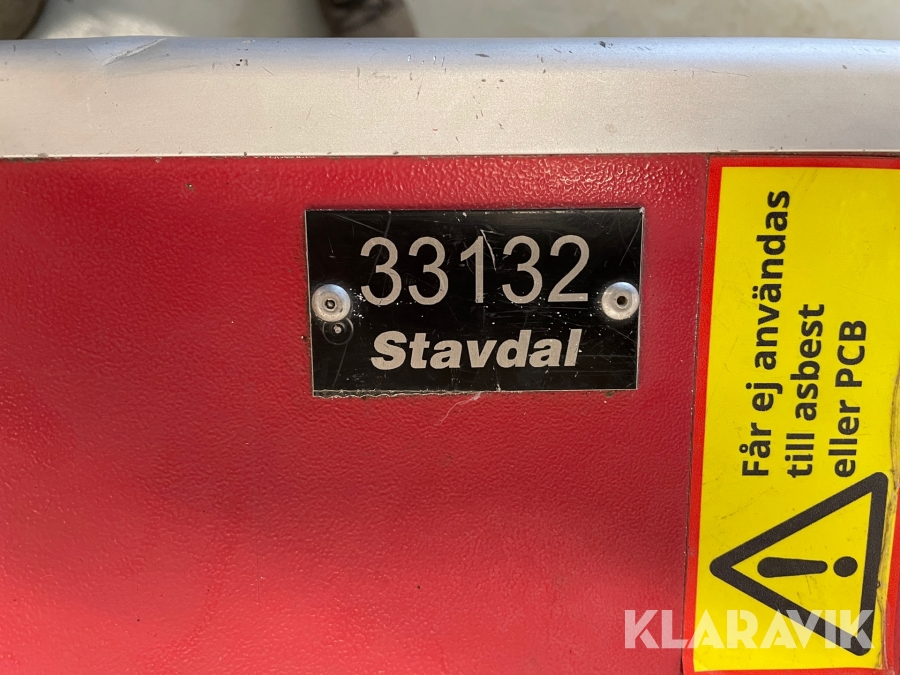 33132
Stavdal
Får ej användas
till asbest
eller PCB
KLARAVIK